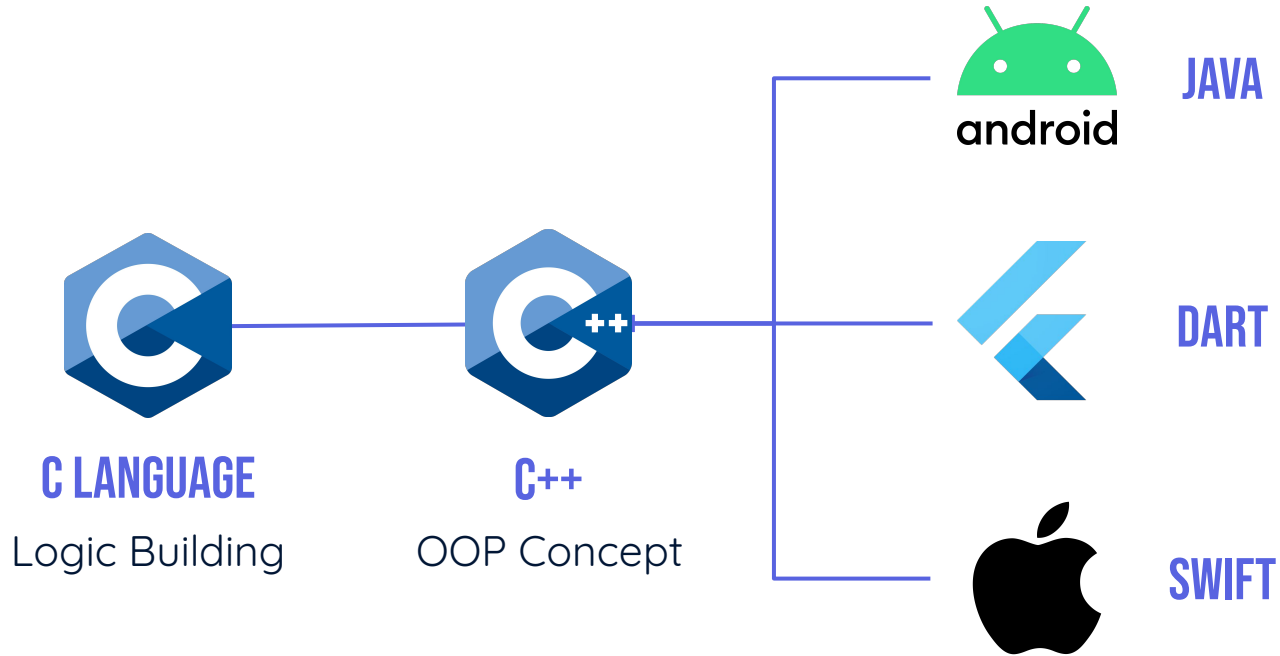 C LANGUAGE
Logic Building
++
C++
OOP Concept
android
JAVA
DART
SWIFT